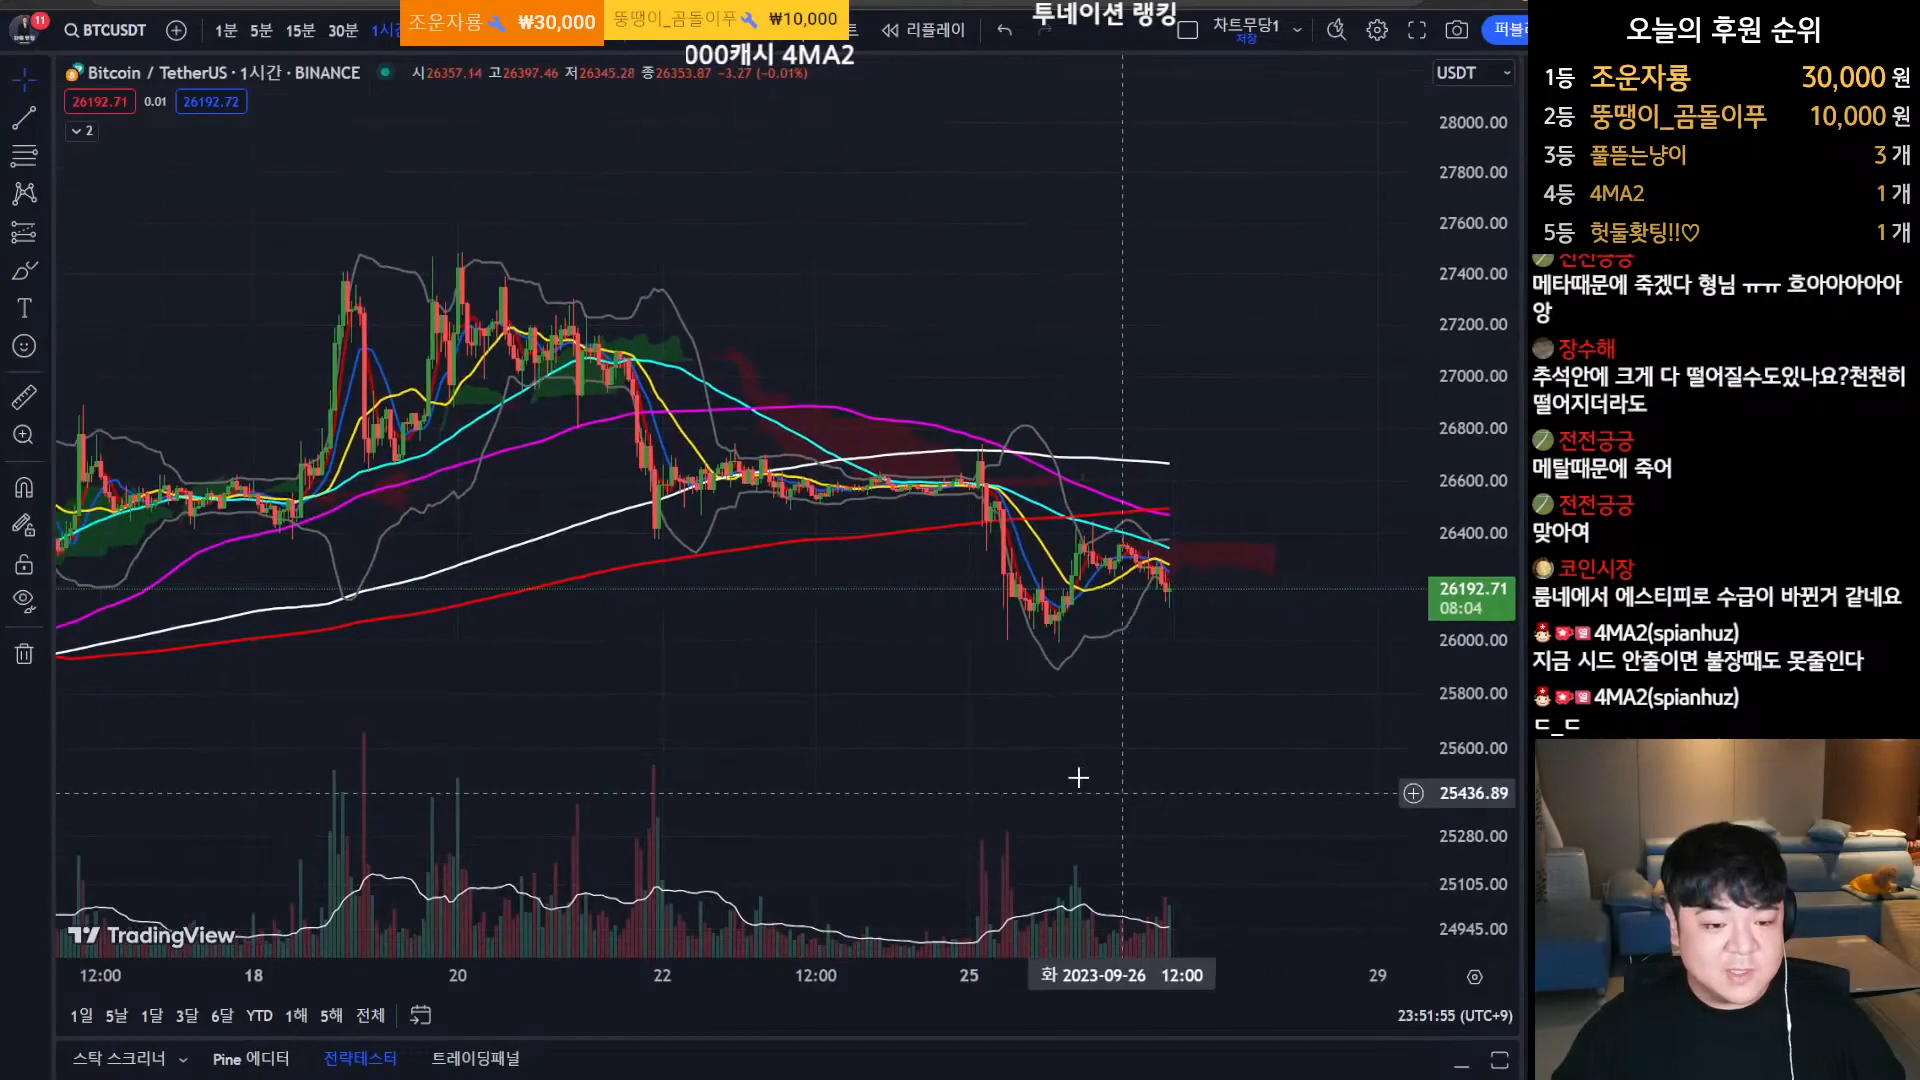 11
BTCUSDT
1분 5분 15분 30분
조운자룡 ₩30,000
뚱땡이_곰돌이푸 ₩10,000
리플레이
투네이션 랭킹
차트무당1
저장
000캐시 4MA2
Bitcoin / TetherUS · 1시간 · BINANCE
시26357.14 고26397.46 저26345.28 종26353.87 −3.27 (−0.01%)
26192.71 0.01 26192.72
2
USDT
28000.00
27800.00
27600.00
27400.00
27200.00
27000.00
26800.00
26600.00
26400.00
26192.71
08:04
26000.00
25800.00
25600.00
25436.89
25280.00
25105.00
24945.00
TradingView
12:00 18 20 22 12:00 25 화 2023-09-26 12:00 29
1일 5날 1달 3달 6달 YTD 1해 5해 전체
23:51:55 (UTC+9)
스탁 스크리너 Pine 에디터 전략테스터 트레이딩패널
오늘의 후원 순위
1등 조운자룡 30,000 원
2등 뚱땡이_곰돌이푸 10,000 원
3등 풀뜯는냥이 3 개
4등 4MA2 1 개
5등 헛둘홧팅!!♡ 1 개
전전긍긍
메타때문에 죽겠다 형님 ㅠㅠ 흐아아아아아
앙
장수해
추석안에 크게 다 떨어질수도있나요?천천히
떨어지더라도
전전긍긍
메탈때문에 죽어
전전긍긍
맞아여
코인시장
룸네에서 에스티피로 수급이 바뀐거 같네요
4MA2(spianhuz)
지금 시드 안줄이면 불장때도 못줄인다
4MA2(spianhuz)
ㄷ_ㄷ